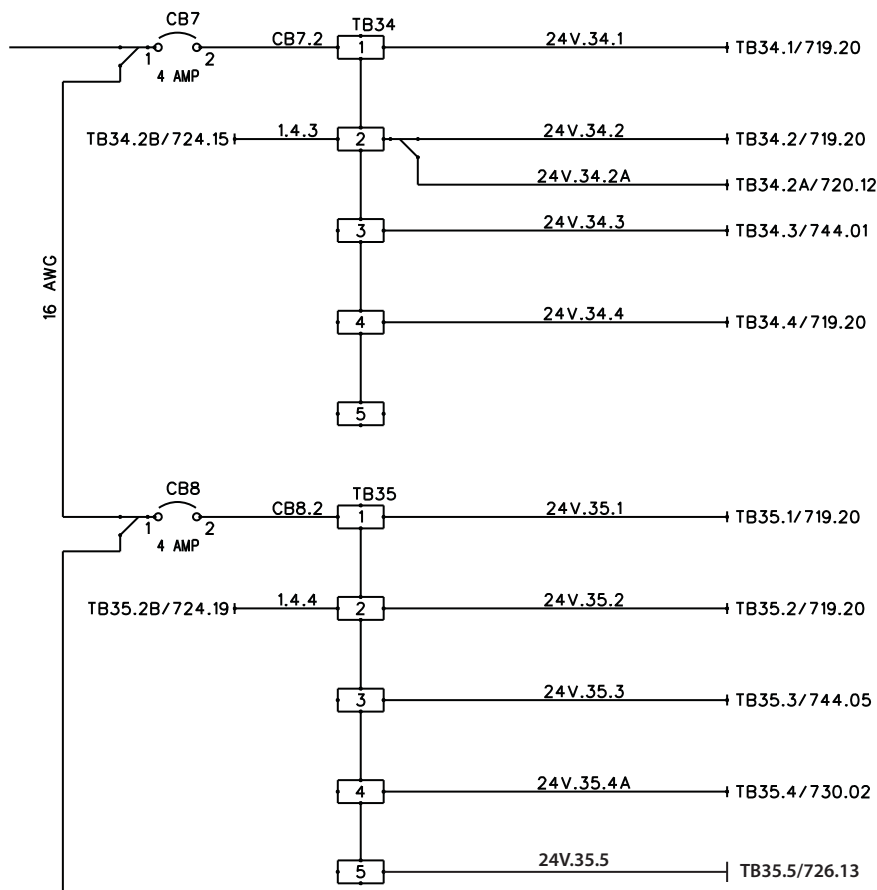 CB7
TB34
1
2
4 AMP
CB7.2
1
24V.34.1
TB34.1/719.20
TB34.2B/724.15
1.4.3
2
24V.34.2
TB34.2/719.20
24V.34.2A
TB34.2A/720.12
3
24V.34.3
TB34.3/744.01
16 AWG
4
24V.34.4
TB34.4/719.20
5
CB8
TB35
1
2
4 AMP
CB8.2
1
24V.35.1
TB35.1/719.20
TB35.2B/724.19
1.4.4
2
24V.35.2
TB35.2/719.20
3
24V.35.3
TB35.3/744.05
4
24V.35.4A
TB35.4/730.02
5
24V.35.5
TB35.5/726.13